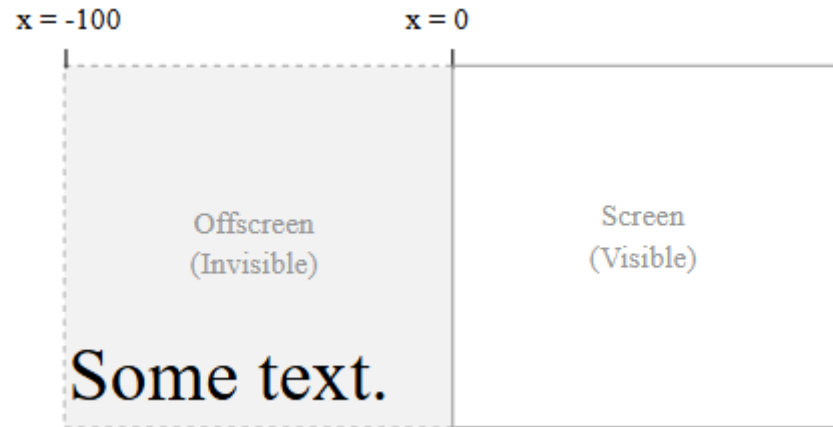 x = -100 x = 0
Offscreen
(Invisible)
Screen
(Visible)
Some text.